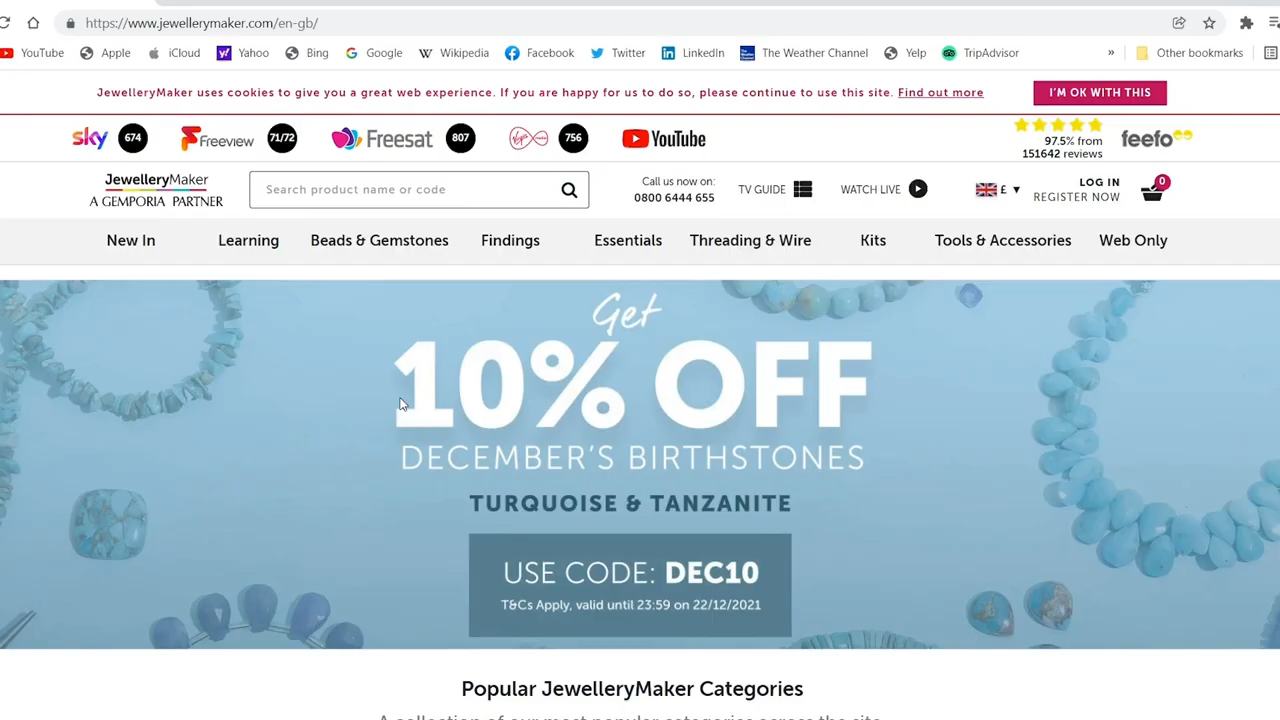 https://www.jewellerymaker.com/en-gb/
YouTube Apple iCloud Yahoo Bing Google Wikipedia Facebook Twitter LinkedIn The Weather Channel Yelp TripAdvisor » Other bookmarks
JewelleryMaker uses cookies to give you a great web experience. If you are happy for us to do so, please continue to use this site. Find out more
I'M OK WITH THIS
sky 674 Freeview 71/72 Freesat 807 756 YouTube
97.5% from
151642 reviews
feefo
JewelleryMaker
A GEMPORIA PARTNER
Search product name or code
Call us now on:
0800 6444 655
TV GUIDE
WATCH LIVE
£
LOG IN
REGISTER NOW
0
New In Learning Beads & Gemstones Findings Essentials Threading & Wire Kits Tools & Accessories Web Only
Get
10% OFF
DECEMBER'S BIRTHSTONES
TURQUOISE & TANZANITE
USE CODE: DEC10
T&Cs Apply, valid until 23:59 on 22/12/2021
Popular JewelleryMaker Categories
A collection of our most popular categories across the site